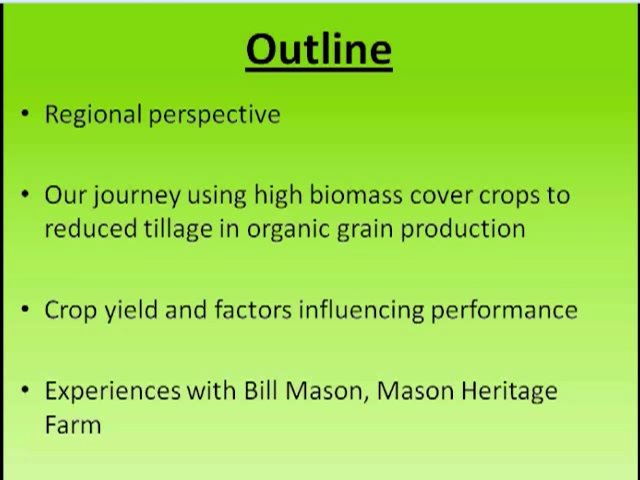 Outline
• Regional perspective
• Our journey using high biomass cover crops to
reduced tillage in organic grain production
• Crop yield and factors influencing performance
• Experiences with Bill Mason, Mason Heritage
Farm